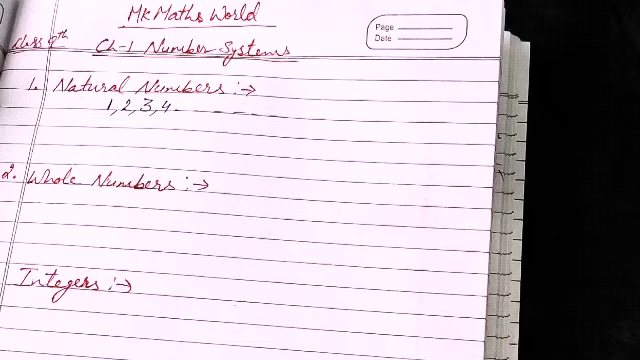 MK Maths World
Page
Date
Class 9th
Ch-1 Number Systems
1. Natural Numbers :->
1, 2, 3, 4 - - - - -
2. Whole Numbers :->
Integers :->